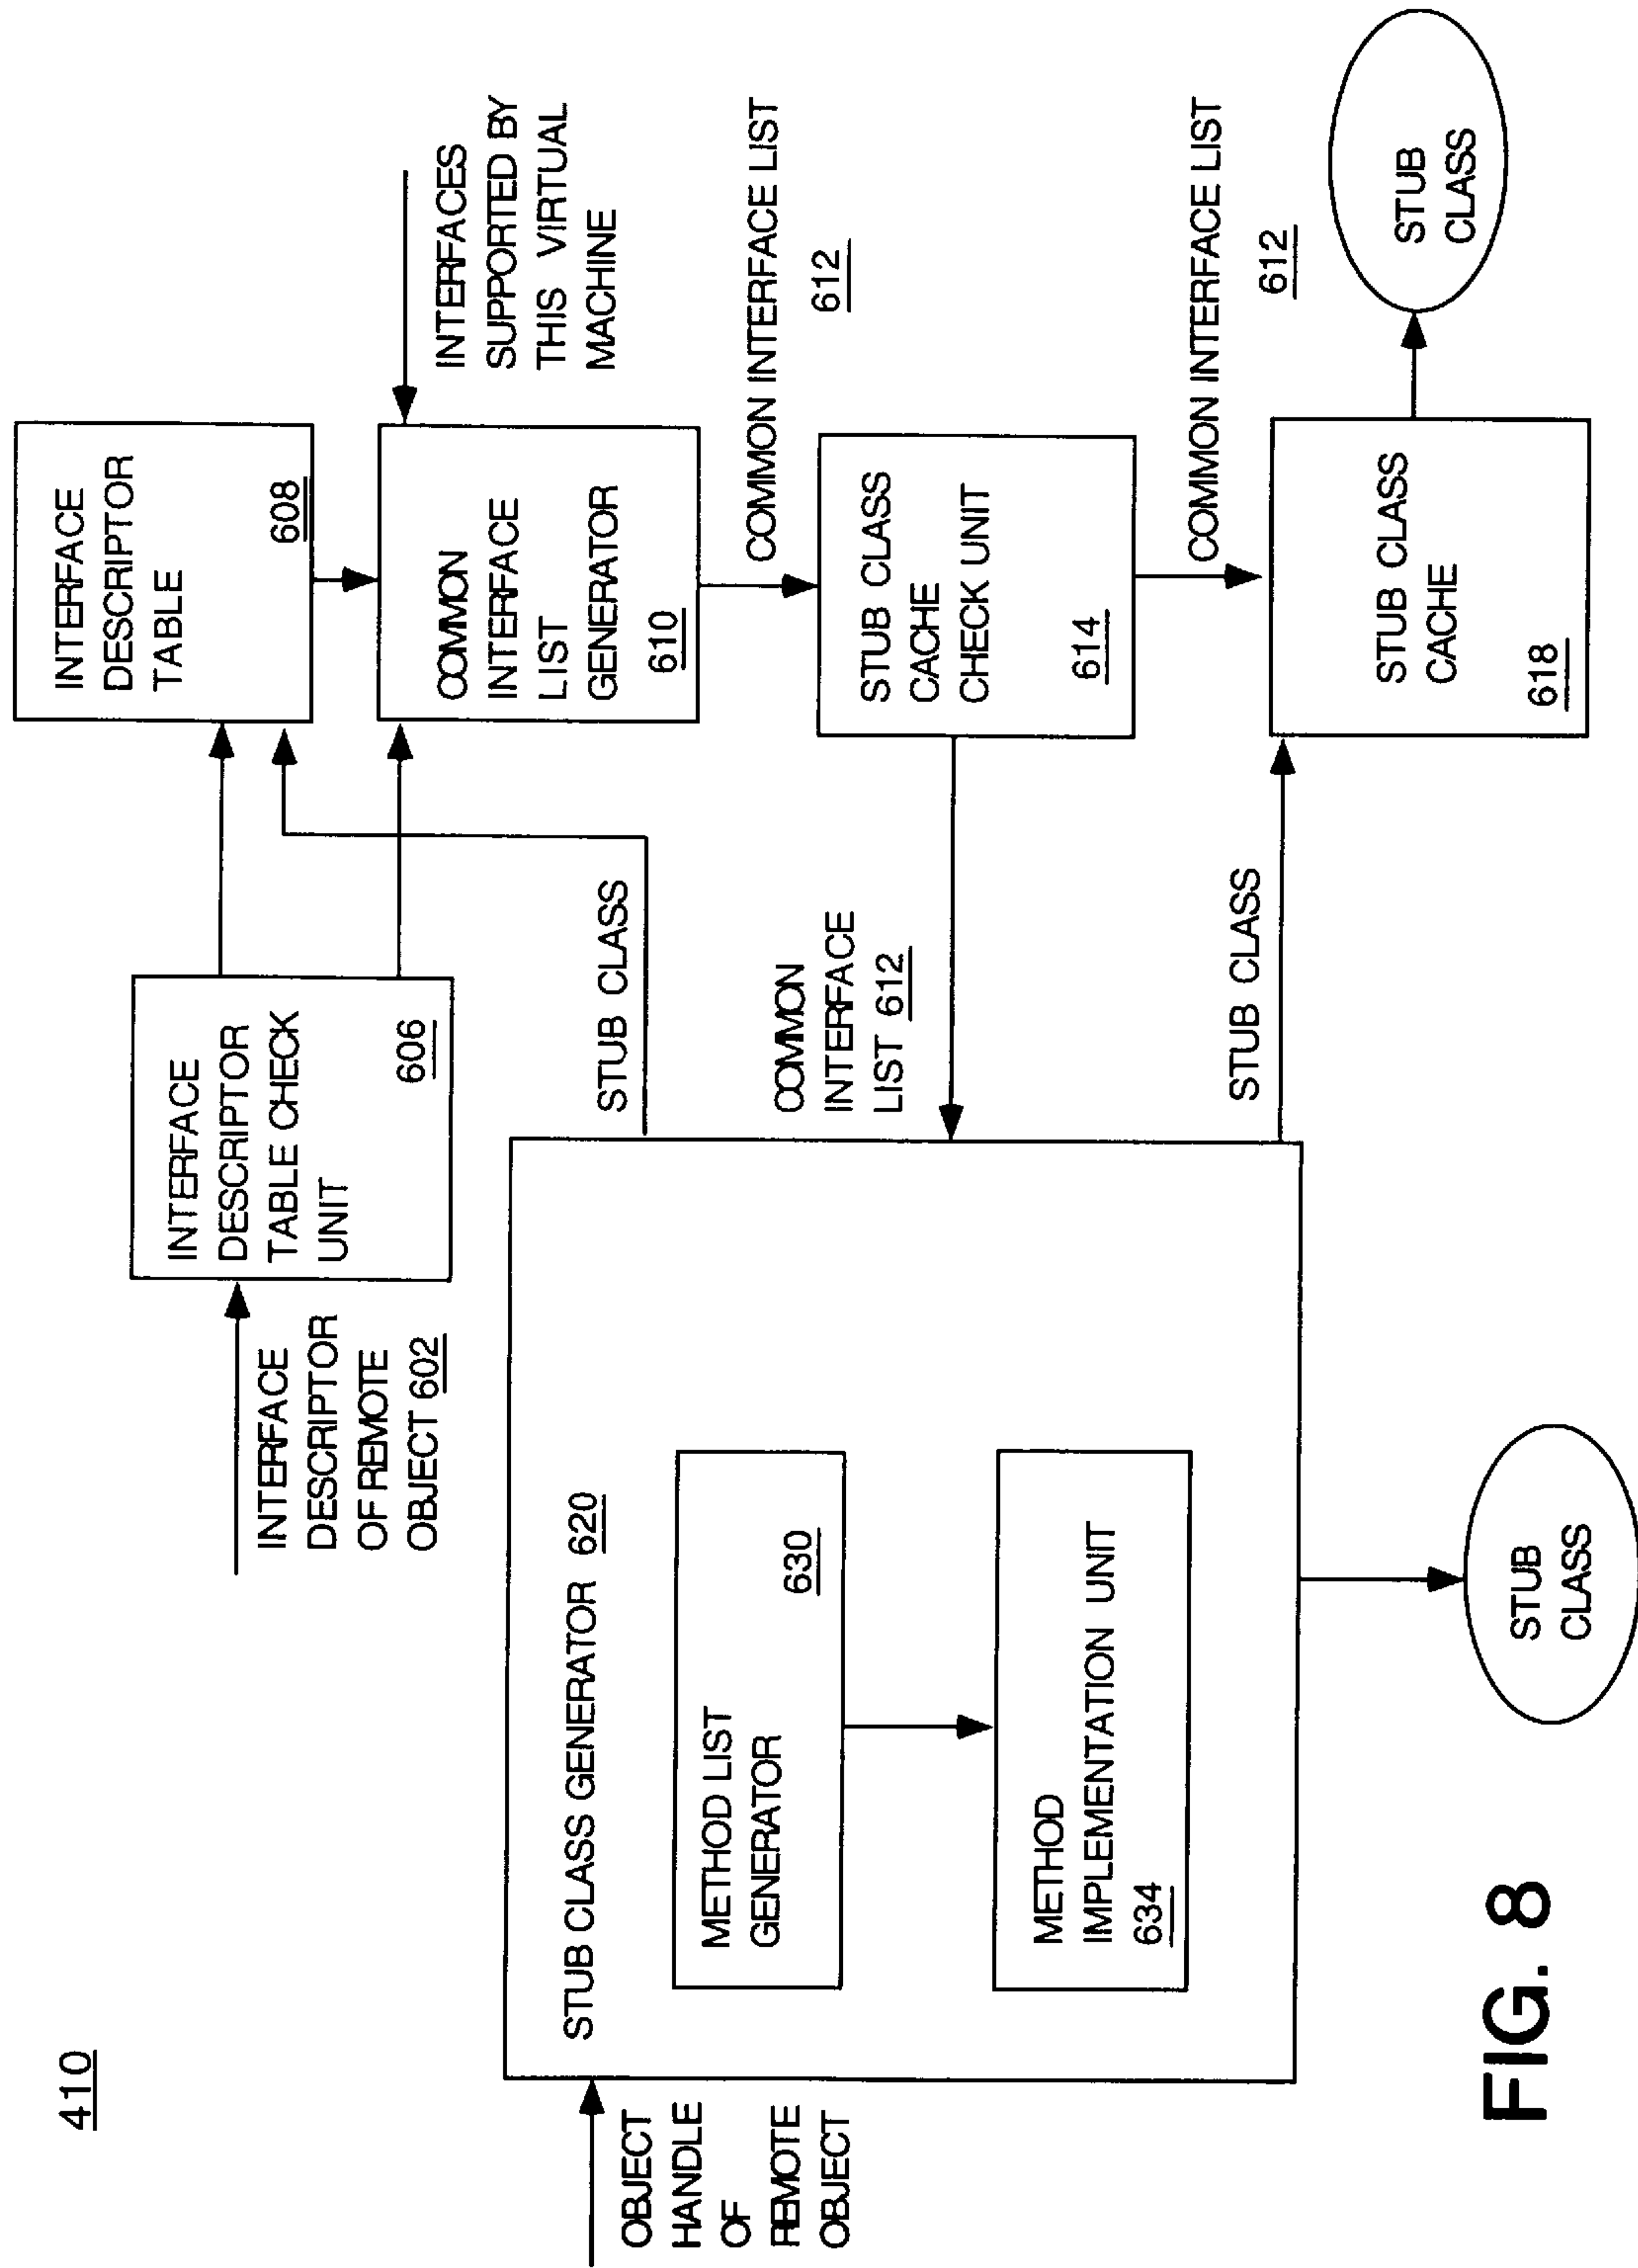 410
INTERFACE
DESCRIPTOR
OF REMOTE
OBJECT 602
INTERFACE
DESCRIPTOR
TABLE CHECK
UNIT
606
INTERFACE
DESCRIPTOR
TABLE
608
STUB CLASS
COMMON
INTERFACE
LIST
GENERATOR
610
INTERFACES
SUPPORTED BY
THIS VIRTUAL
MACHINE
COMMON INTERFACE LIST
612
OBJECT
HANDLE
OF
REMOTE
OBJECT
STUB CLASS GENERATOR 620
METHOD LIST
GENERATOR
630
METHOD
IMPLEMENTATION UNIT
634
COMMON
INTERFACE
LIST 612
STUB CLASS
CACHE
CHECK UNIT
614
COMMON INTERFACE LIST
612
STUB CLASS
STUB CLASS
CACHE
618
STUB
CLASS
STUB
CLASS
FIG. 8